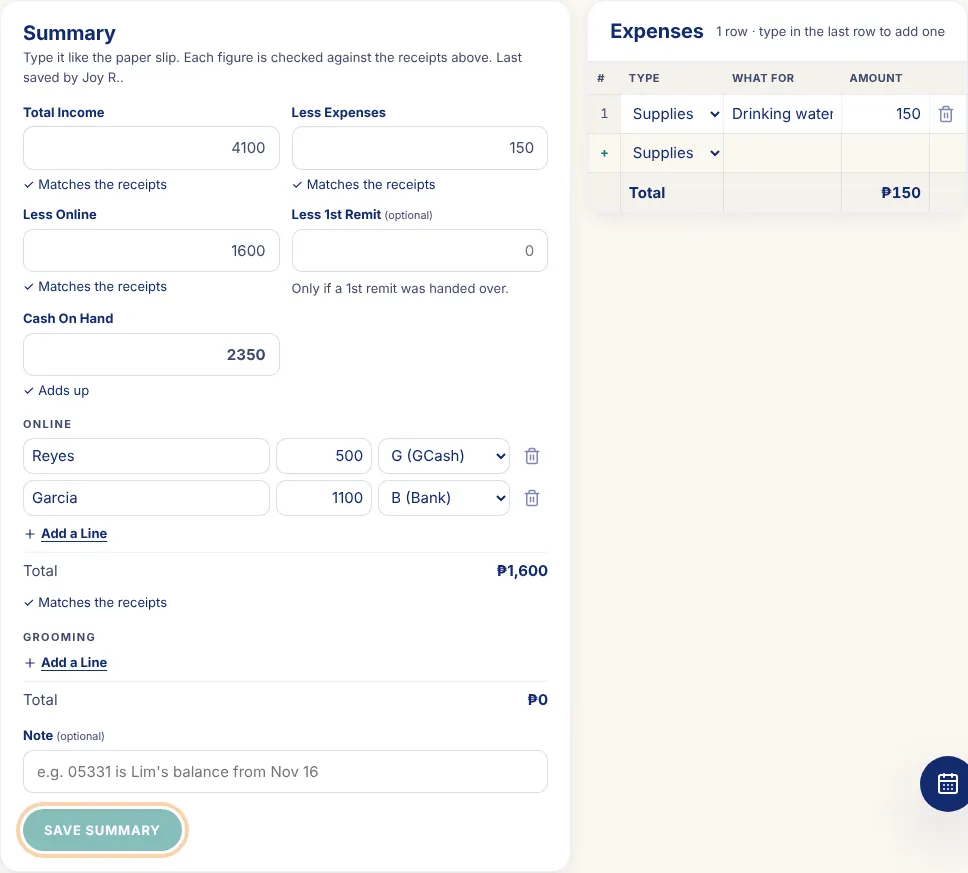 Summary
Type it like the paper slip. Each figure is checked against the receipts above. Last
saved by Joy R..
Total Income
Less Expenses
4100
150
✓ Matches the receipts
✓ Matches the receipts
Less Online
Less 1st Remit (optional)
1600
0
✓ Matches the receipts
Only if a 1st remit was handed over.
Cash On Hand
2350
✓ Adds up
ONLINE
Reyes 500 G (GCash)
Garcia 1100 B (Bank)
+ Add a Line
Total ₱1,600
✓ Matches the receipts
GROOMING
+ Add a Line
Total ₱0
Note (optional)
e.g. 05331 is Lim's balance from Nov 16
SAVE SUMMARY
Expenses 1 row · type in the last row to add one
# TYPE WHAT FOR AMOUNT
1 Supplies Drinking water 150
+ Supplies
Total ₱150